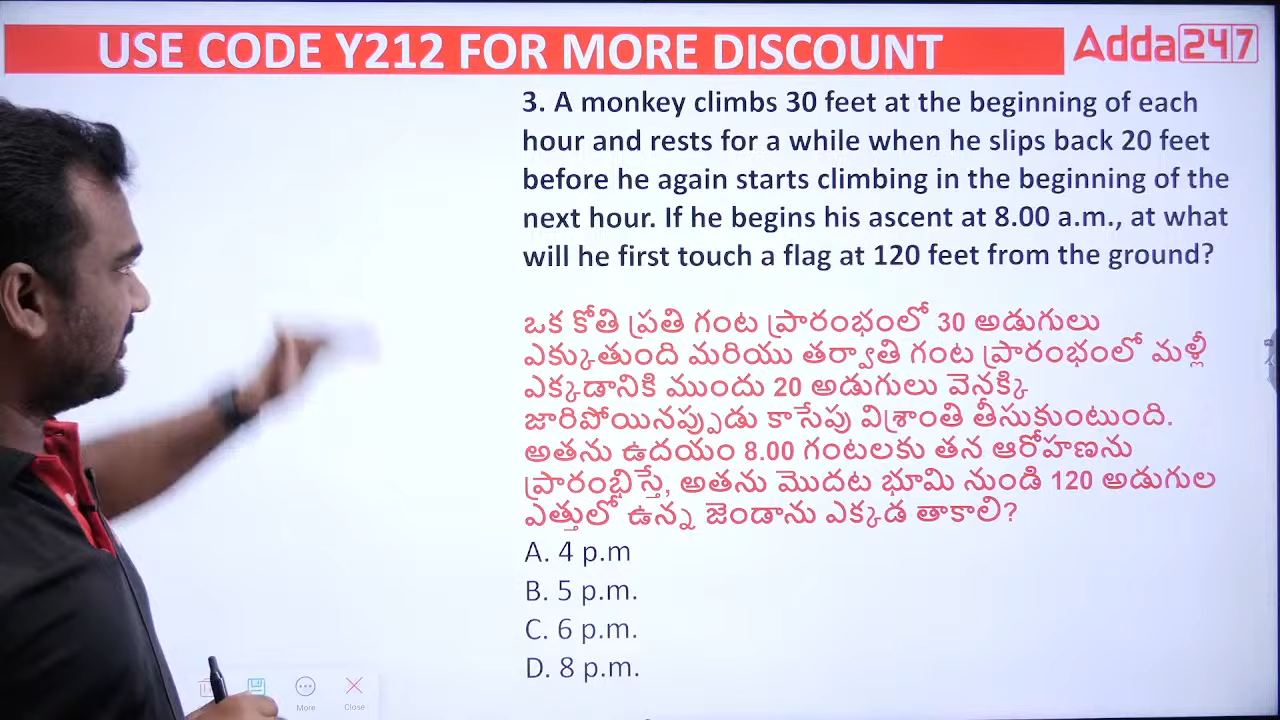 USE CODE Y212 FOR MORE DISCOUNT
Adda247
3. A monkey climbs 30 feet at the beginning of each
hour and rests for a while when he slips back 20 feet
before he again starts climbing in the beginning of the
next hour. If he begins his ascent at 8.00 a.m., at what
will he first touch a flag at 120 feet from the ground?
ఒక కోతి ప్రతి గంట ప్రారంభంలో 30 అడుగులు
ఎక్కుతుంది మరియు తర్వాతి గంట ప్రారంభంలో మళ్లీ
ఎక్కడానికి ముందు 20 అడుగులు వెనక్కి
జారిపోయినప్పుడు కాసేపు విశ్రాంతి తీసుకుంటుంది.
అతను ఉదయం 8.00 గంటలకు తన ఆరోహణను
ప్రారంభిస్తే, అతను మొదట భూమి నుండి 120 అడుగుల
ఎత్తులో ఉన్న జెండాను ఎక్కడ తాకాలి?
A. 4 p.m
B. 5 p.m.
C. 6 p.m.
D. 8 p.m.
More
Close